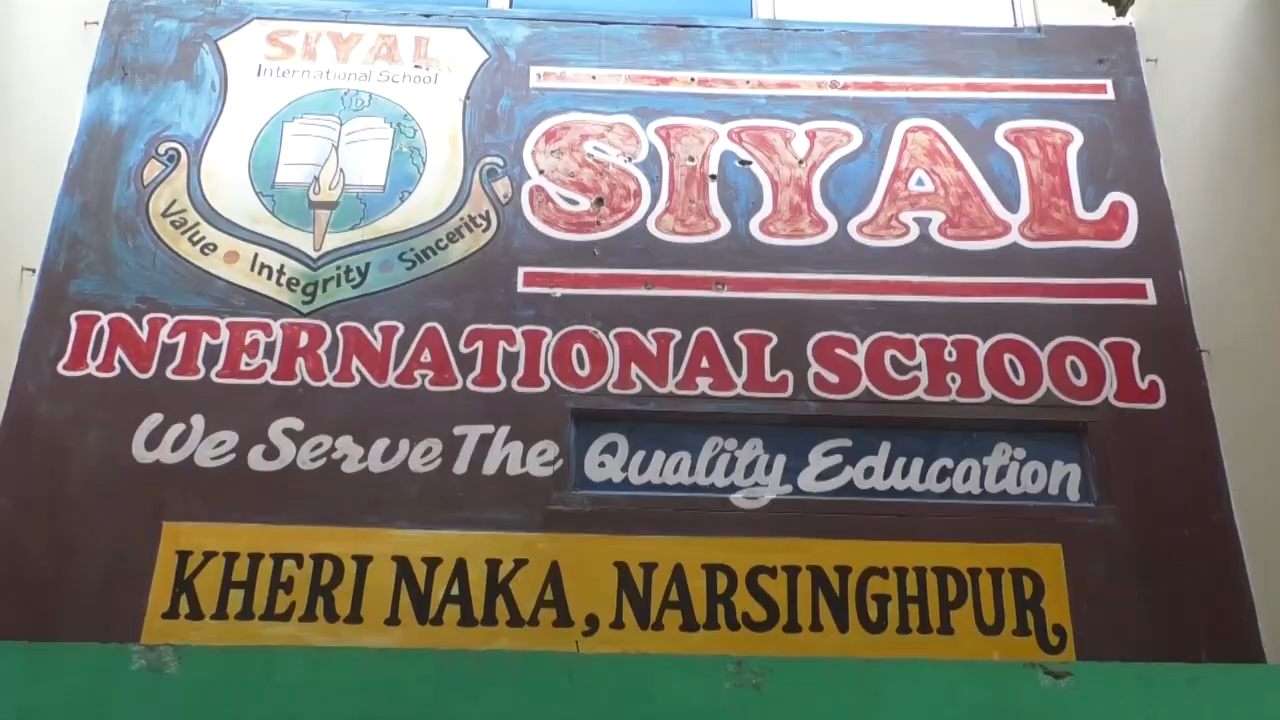 SIYAL
International School
Value • Integrity • Sincerity
SIYAL
INTERNATIONAL SCHOOL
We Serve The Quality Education
KHERI NAKA, NARSINGHPUR